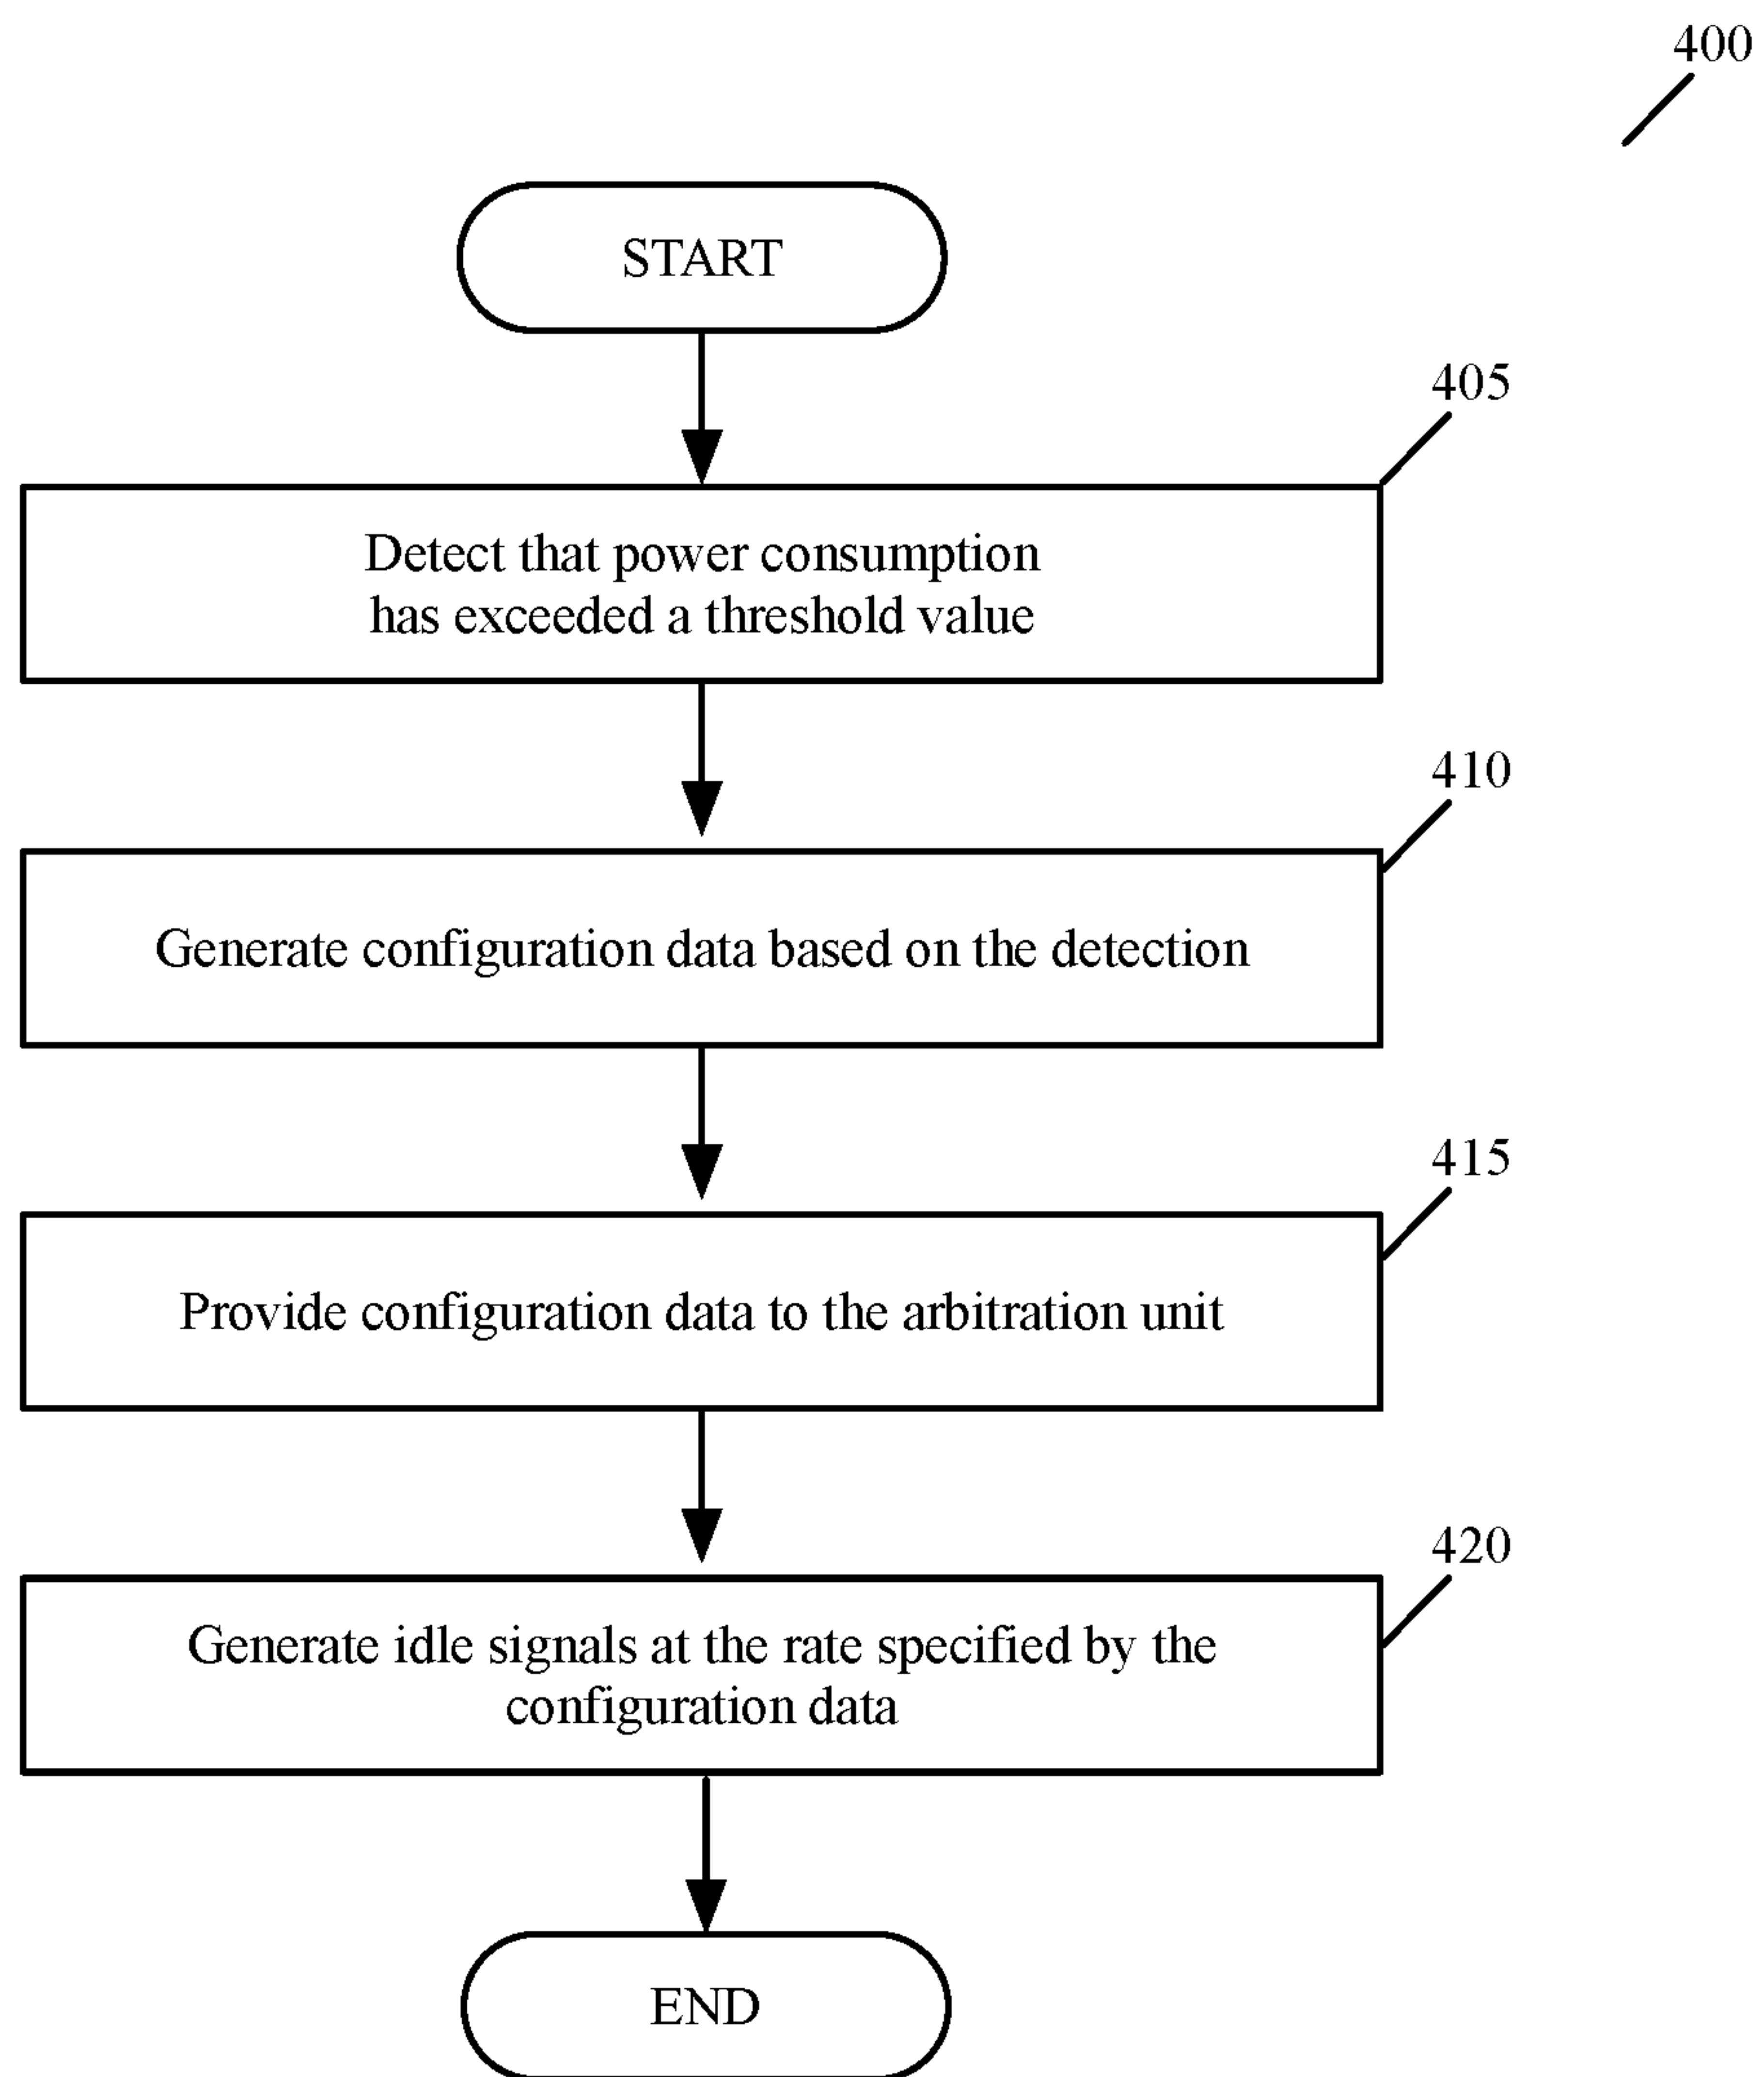 400
START
405
Detect that power consumption
has exceeded a threshold value
410
Generate configuration data based on the detection
415
Provide configuration data to the arbitration unit
420
Generate idle signals at the rate specified by the
configuration data
END